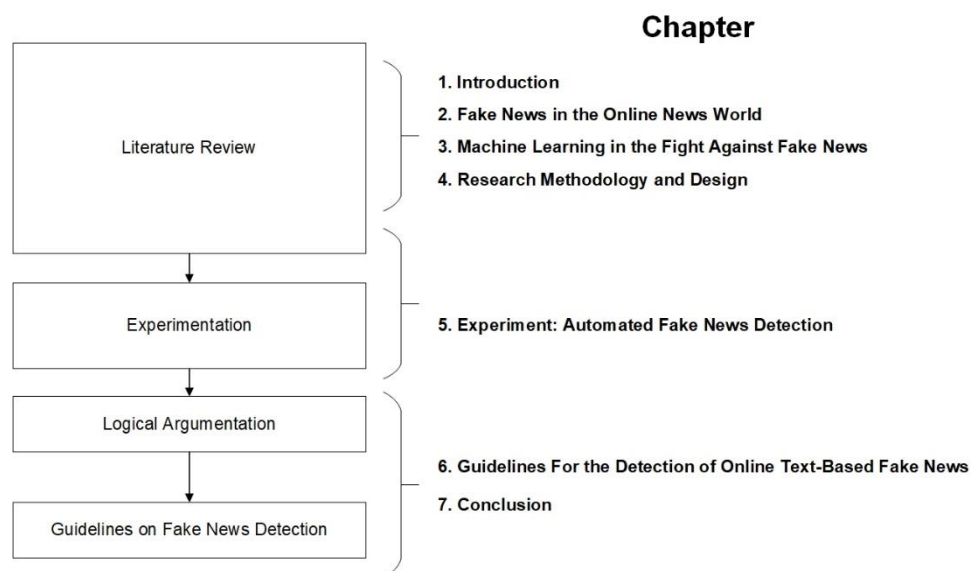 Chapter
Literature Review
1. Introduction
2. Fake News in the Online News World
3. Machine Learning in the Fight Against Fake News
4. Research Methodology and Design
Experimentation
5. Experiment: Automated Fake News Detection
Logical Argumentation
Guidelines on Fake News Detection
6. Guidelines For the Detection of Online Text-Based Fake News
7. Conclusion